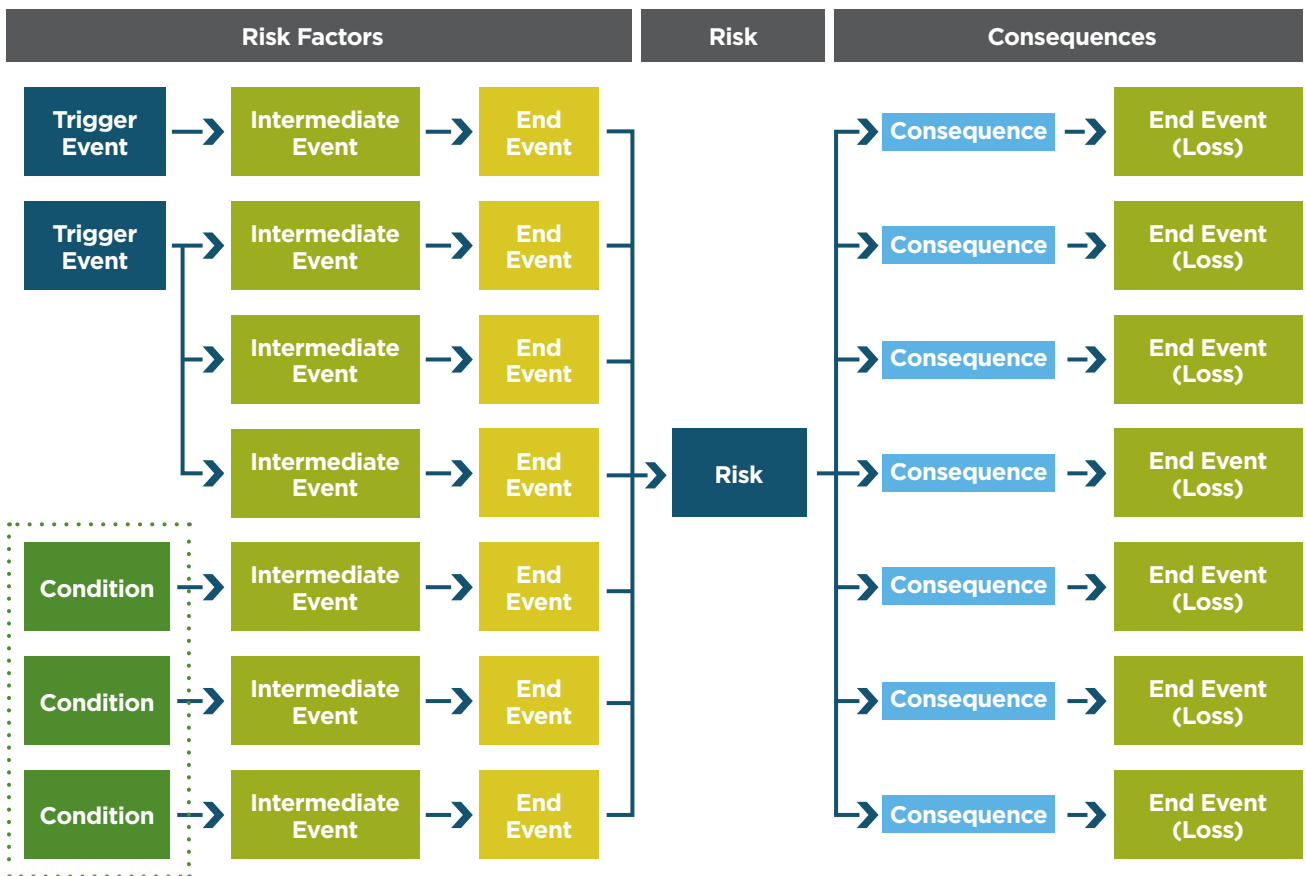 Risk Factors
Risk
Consequences
Trigger
Event
Intermediate
Event
End
Event
Consequence
End Event
(Loss)
Trigger
Event
Intermediate
Event
End
Event
Consequence
End Event
(Loss)
Intermediate
Event
End
Event
Consequence
End Event
(Loss)
Intermediate
Event
End
Event
Risk
Consequence
End Event
(Loss)
Condition
Intermediate
Event
End
Event
Consequence
End Event
(Loss)
Condition
Intermediate
Event
End
Event
Consequence
End Event
(Loss)
Condition
Intermediate
Event
End
Event
Consequence
End Event
(Loss)